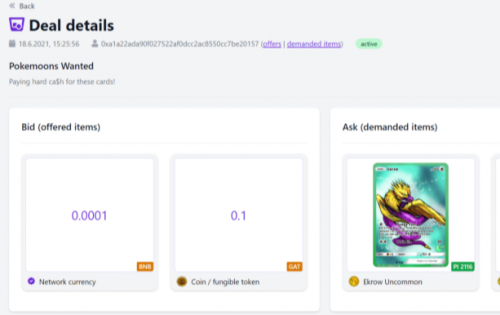 Back
Deal details
18.6.2021, 15:25:56 0xa1a22ada90f027522af0dcc2ac8550cc7be20157 (offers | demanded items) active
Pokemoons Wanted
Paying hard ca$h for these cards!
Bid (offered items)
Ask (demanded items)
0.0001
0.1
BNB
GAT
PI 2116
Network currency
Coin / fungible token
Ekrow Uncommon